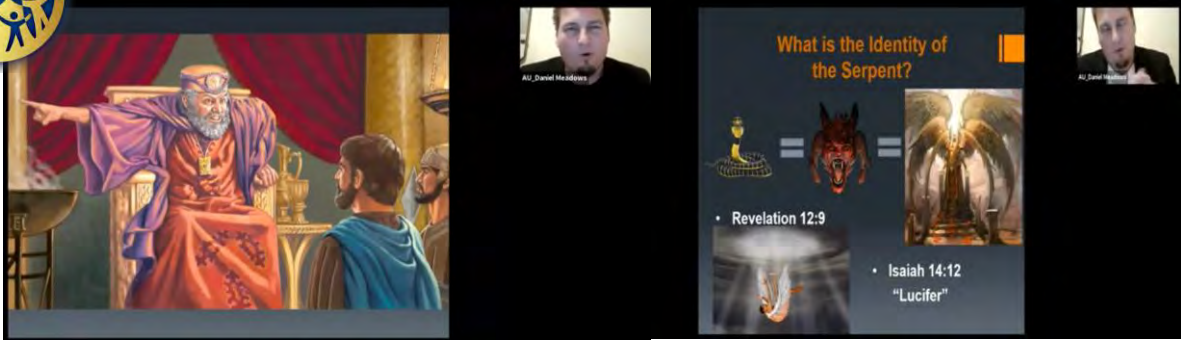 AU_Daniel Meadows
What is the Identity of
the Serpent?
• Revelation 12:9
• Isaiah 14:12
“Lucifer”
AU_Daniel Meadows